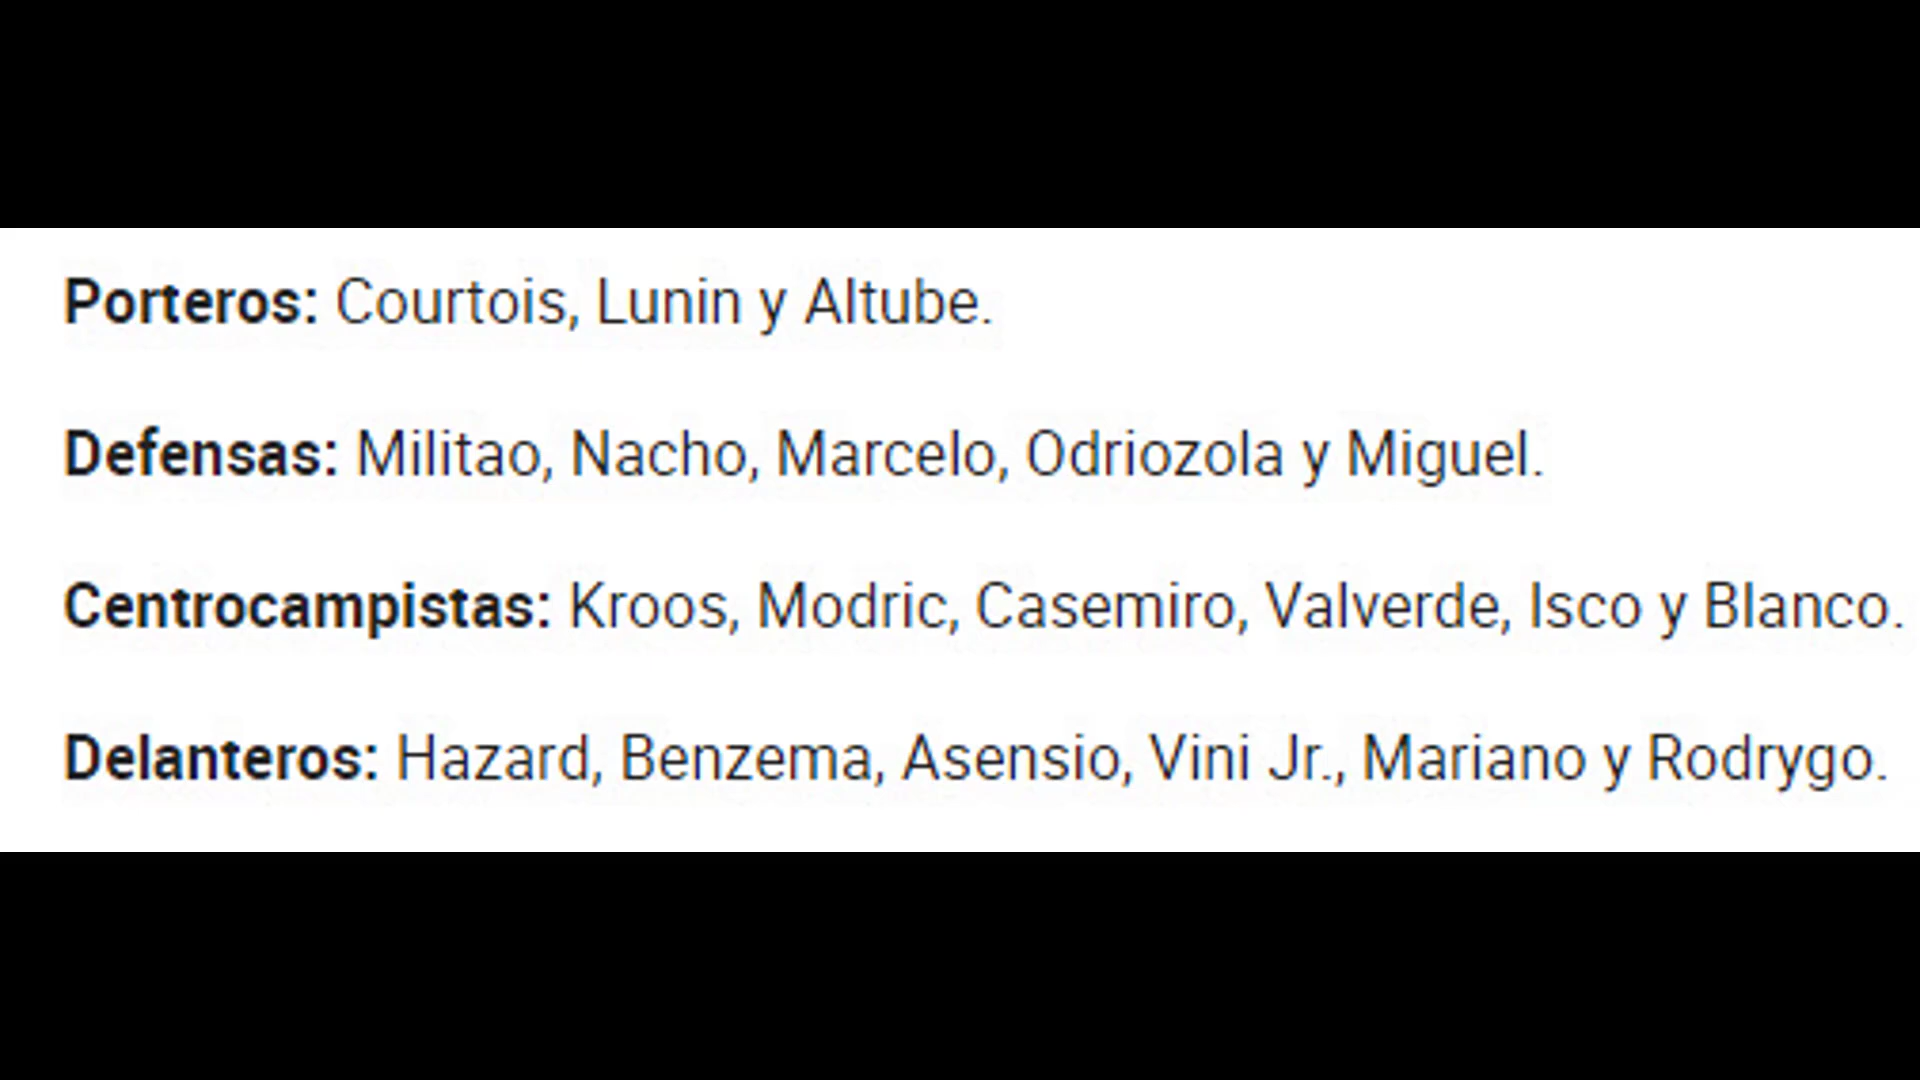 Porteros: Courtois, Lunin y Altube.
Defensas: Militao, Nacho, Marcelo, Odriozola y Miguel.
Centrocampistas: Kroos, Modric, Casemiro, Valverde, Isco y Blanco.
Delanteros: Hazard, Benzema, Asensio, Vini Jr., Mariano y Rodrygo.